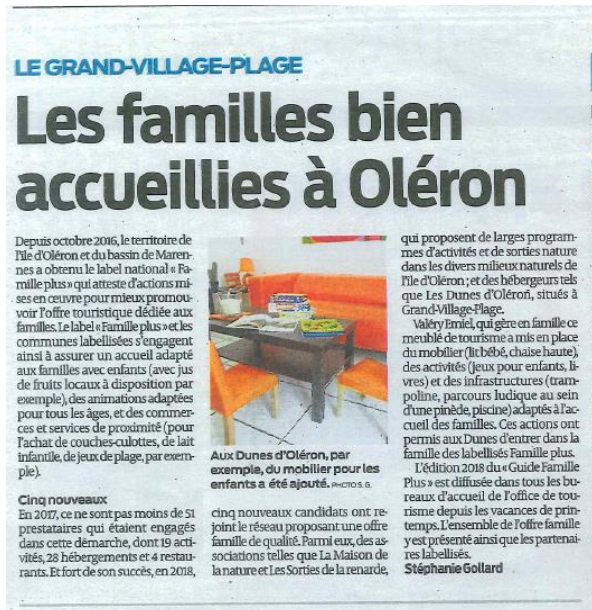 LE GRAND-VILLAGE-PLAGE
Les familles bien
accueillies à Oléron
Depuis octobre 2016, le territoire de
l'île d'Oléron et du bassin de Maren-
nes a obtenu le label national « Fa-
mille plus » qui atteste d'actions mi-
ses en œuvre pour mieux promou-
voir l'offre touristique dédiée aux
familles. Le label « Famille plus » et les
communes labellisées s'engagent
ainsi à assurer un accueil adapté
aux familles avec enfants (avec jus
de fruits locaux à disposition par
exemple), des animations adaptées
pour tous les âges, et des commer-
ces et services de proximité (pour
l'achat de couches-culottes, de lait
infantile, de jeux de plage, par exem-
ple).
Cinq nouveaux
En 2017, ce ne sont pas moins de 51
prestataires qui étaient engagés
dans cette démarche, dont 19 acti-
vités, 28 hébergements et 4 restau-
rants. Et fort de son succès, en 2018,
Aux Dunes d'Oléron, par
exemple, du mobilier pour les
enfants a été ajouté. PHOTO S. G.
cinq nouveaux candidats ont re-
joint le réseau proposant une offre
famille de qualité. Parmi eux, des as-
sociations telles que La Maison de
la nature et Les Sorties de la renarde,
qui proposent de larges program-
mes d'activités et de sorties nature
dans les divers milieux naturels de
l'île d'Oléron ; et des hébergeurs tels
que Les Dunes d'Oléron, situés à
Grand-Village-Plage.
Valéry Emiel, qui gère en famille ce
meublé de tourisme a mis en place
du mobilier (lit bébé, chaise haute),
des activités (jeux pour enfants, li-
vres) et des infrastructures (tram-
poline, parcours ludique au sein
d'une pinède, piscine) adaptés à l'ac-
cueil des familles. Ces actions ont
permis aux Dunes d'entrer dans la
famille des labellisés Famille plus.
L'édition 2018 du « Guide Famille
Plus » est diffusée dans tous les bu-
reaux d'accueil de l'office de tou-
risme depuis les vacances de prin-
temps. L'ensemble de l'offre famille
y est présenté ainsi que les partenai-
res labellisés.
Stéphanie Gollard